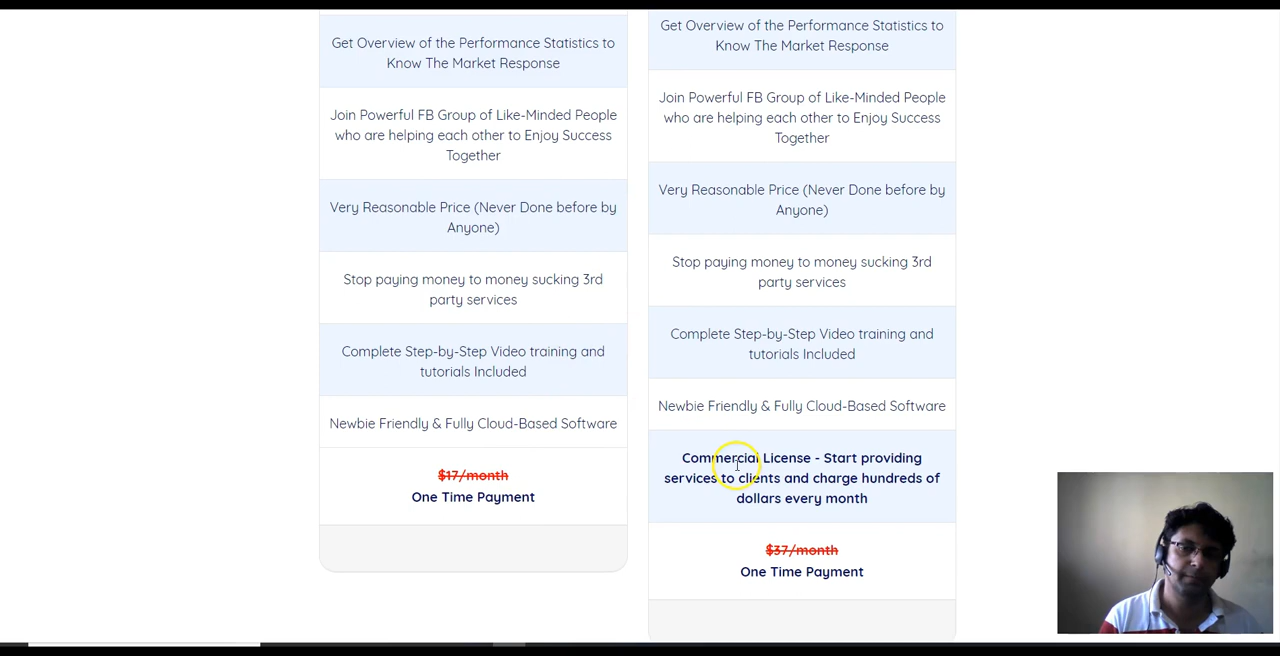 Get Overview of the Performance Statistics to
Know The Market Response
Join Powerful FB Group of Like-Minded People
who are helping each other to Enjoy Success
Together
Very Reasonable Price (Never Done before by
Anyone)
Stop paying money to money sucking 3rd
party services
Complete Step-by-Step Video training and
tutorials Included
Newbie Friendly & Fully Cloud-Based Software
$17/month
One Time Payment
Get Overview of the Performance Statistics to
Know The Market Response
Join Powerful FB Group of Like-Minded People
who are helping each other to Enjoy Success
Together
Very Reasonable Price (Never Done before by
Anyone)
Stop paying money to money sucking 3rd
party services
Complete Step-by-Step Video training and
tutorials Included
Newbie Friendly & Fully Cloud-Based Software
Commercial License - Start providing
services to clients and charge hundreds of
dollars every month
$37/month
One Time Payment